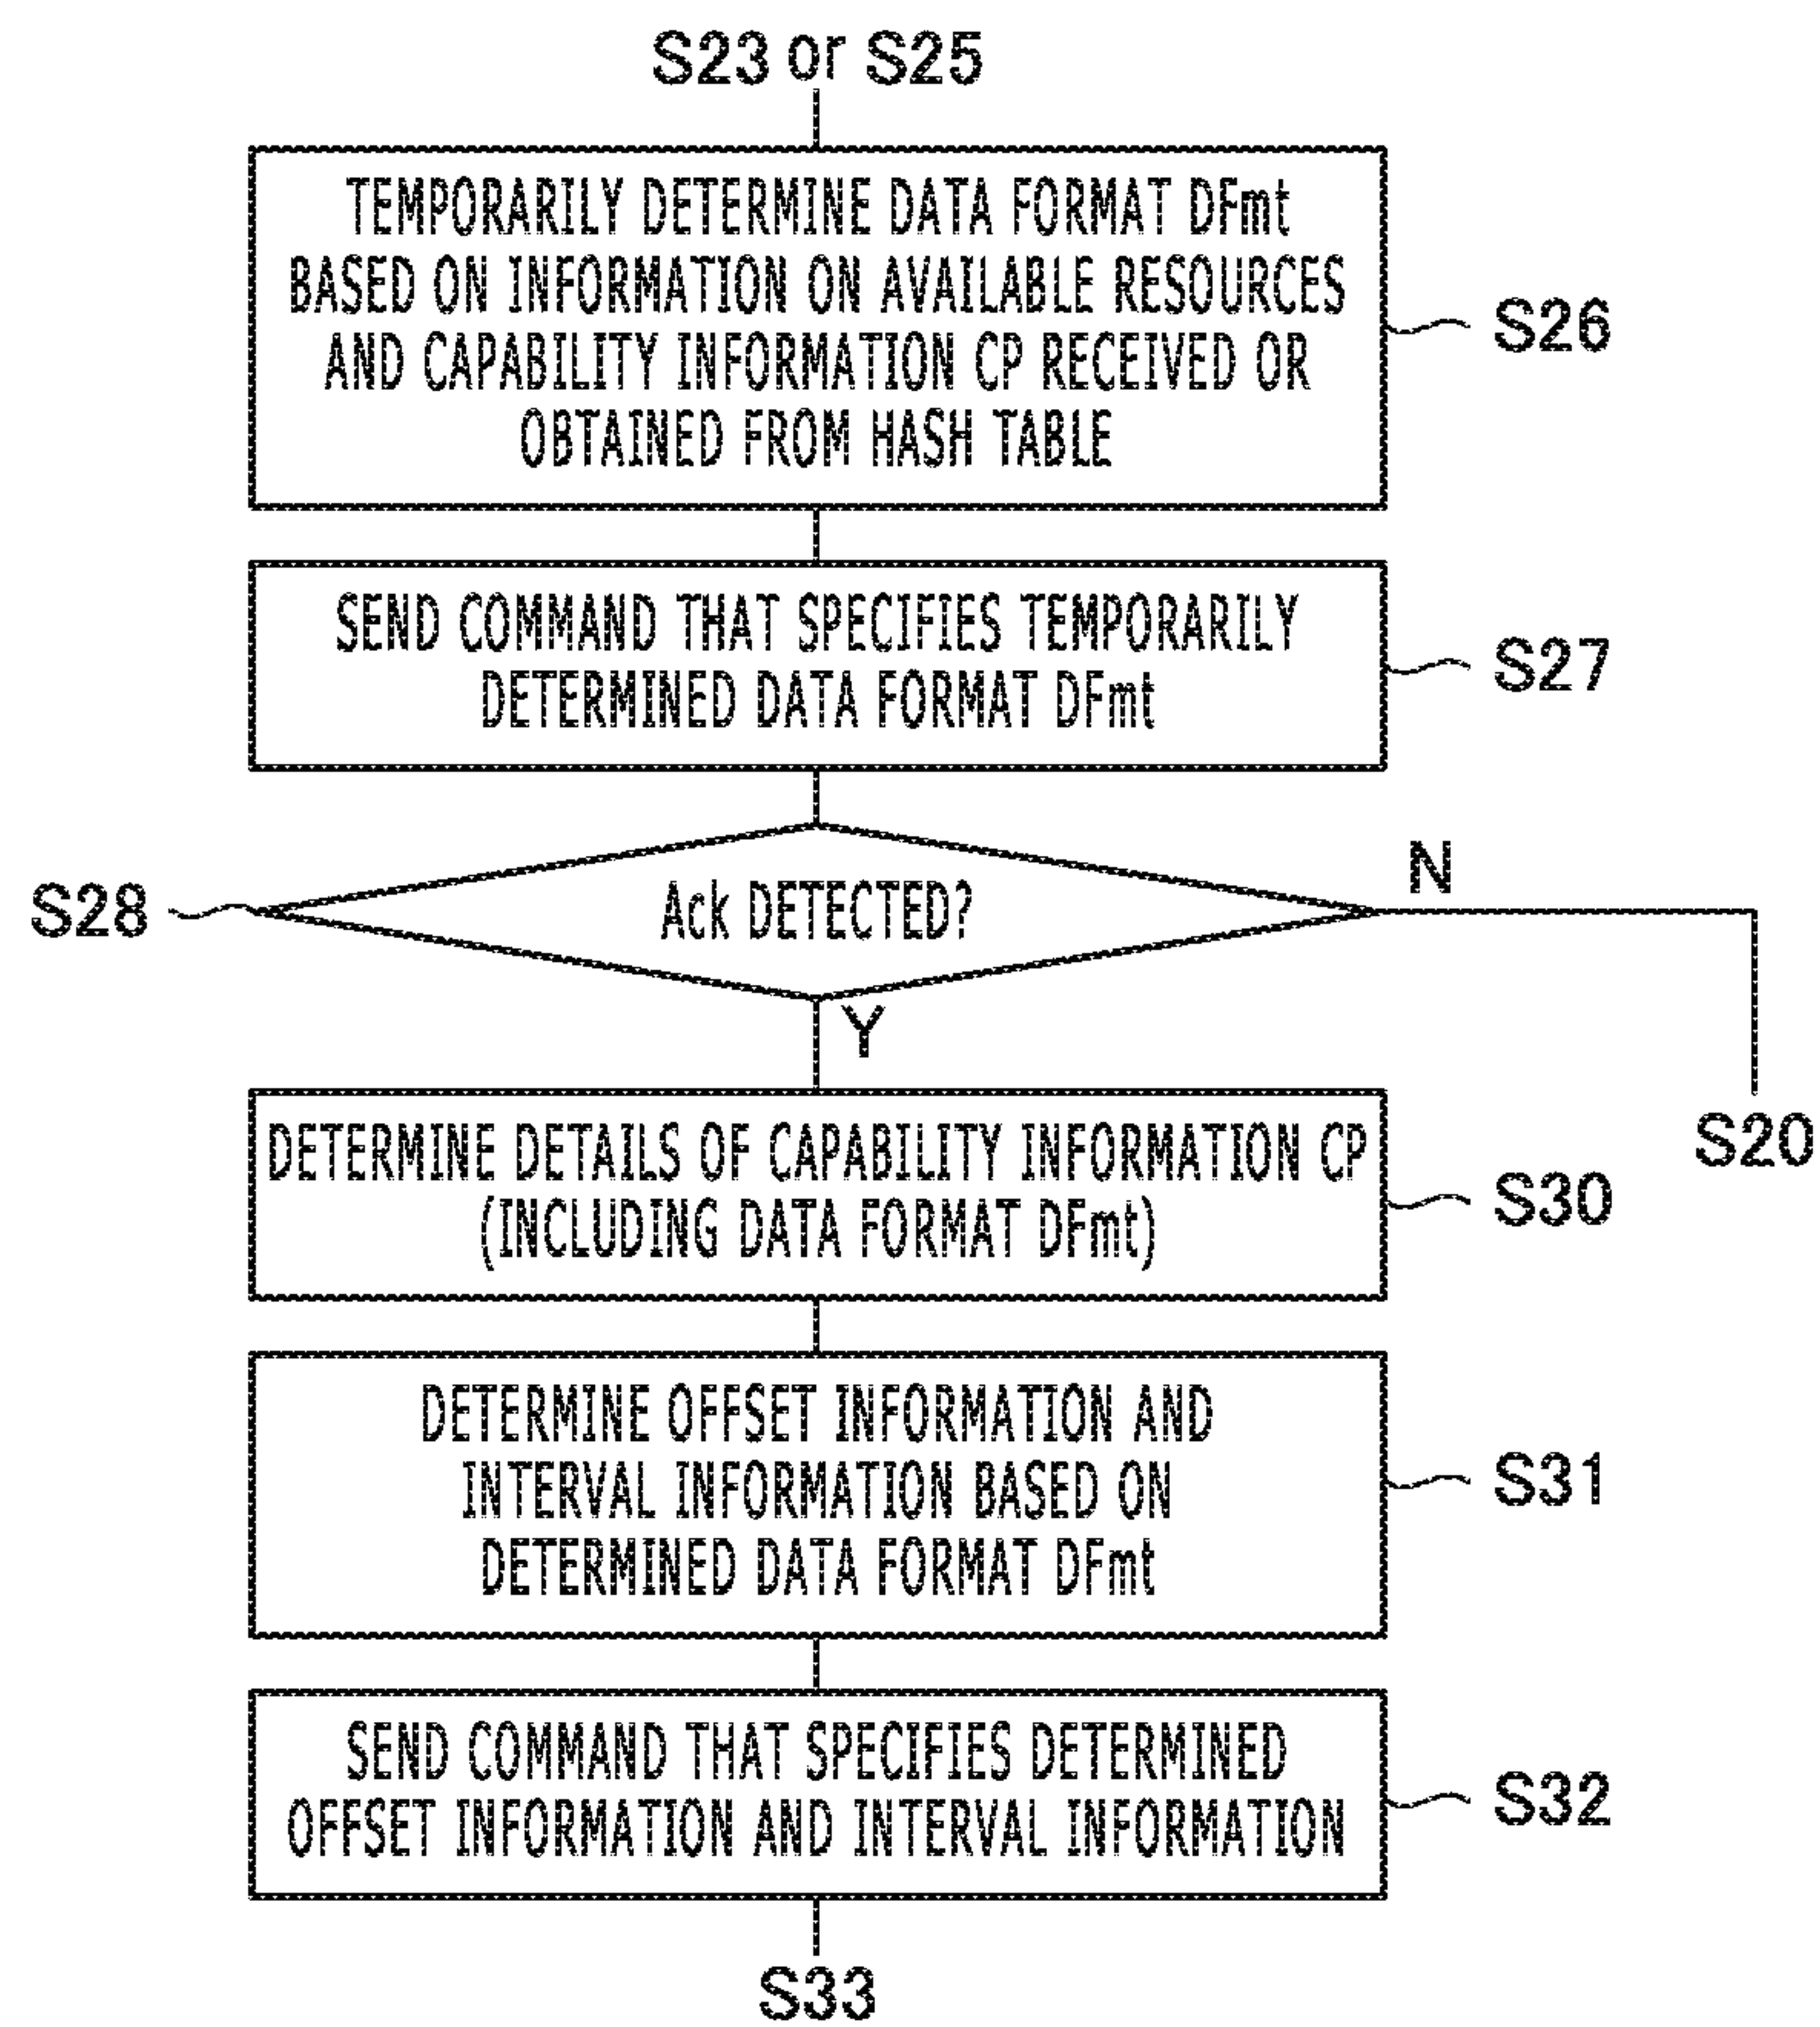 S23 or S25
TEMPORARILY DETERMINE DATA FORMAT DFmt
BASED ON INFORMATION ON AVAILABLE RESOURCES
AND CAPABILITY INFORMATION CP RECEIVED OR
OBTAINED FROM HASH TABLE
S26
SEND COMMAND THAT SPECIFIES TEMPORARILY
DETERMINED DATA FORMAT DFmt
S27
S28
Ack DETECTED?
N
Y
S20
DETERMINE DETAILS OF CAPABILITY INFORMATION CP
(INCLUDING DATA FORMAT DFmt)
S30
DETERMINE OFFSET INFORMATION AND
INTERVAL INFORMATION BASED ON
DETERMINED DATA FORMAT DFmt
S31
SEND COMMAND THAT SPECIFIES DETERMINED
OFFSET INFORMATION AND INTERVAL INFORMATION
S32
S33